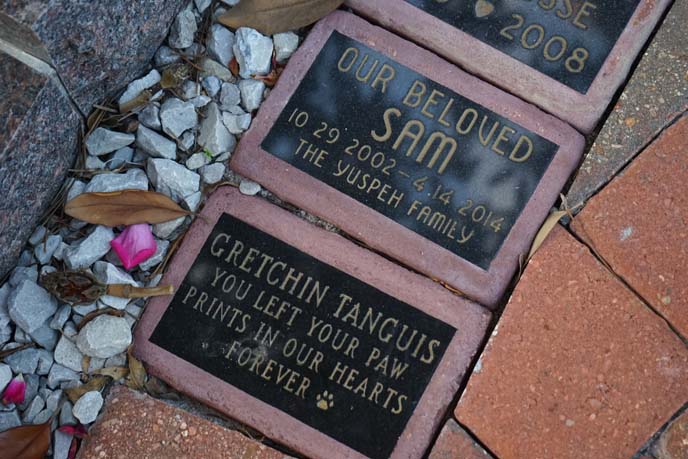 SSE
2008
OUR BELOVED
SAM
10 29 2002 – 4.14 2014
THE YUSPEH FAMILY
GRETCHIN TANGUIS
YOU LEFT YOUR PAW
PRINTS IN OUR HEARTS
FOREVER